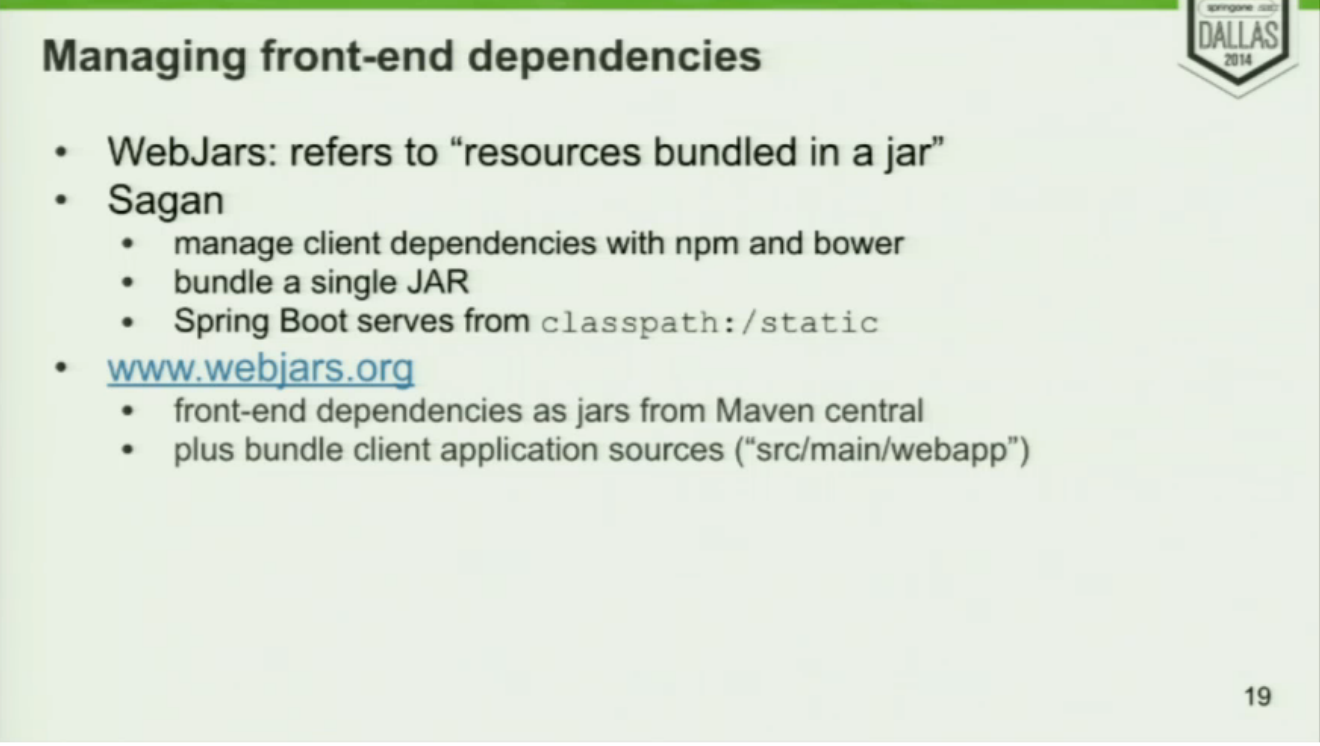 springone
DALLAS
2014
Managing front-end dependencies
• WebJars: refers to “resources bundled in a jar”
• Sagan
• manage client dependencies with npm and bower
• bundle a single JAR
• Spring Boot serves from classpath:/static
• www.webjars.org
• front-end dependencies as jars from Maven central
• plus bundle client application sources (“src/main/webapp”)
19